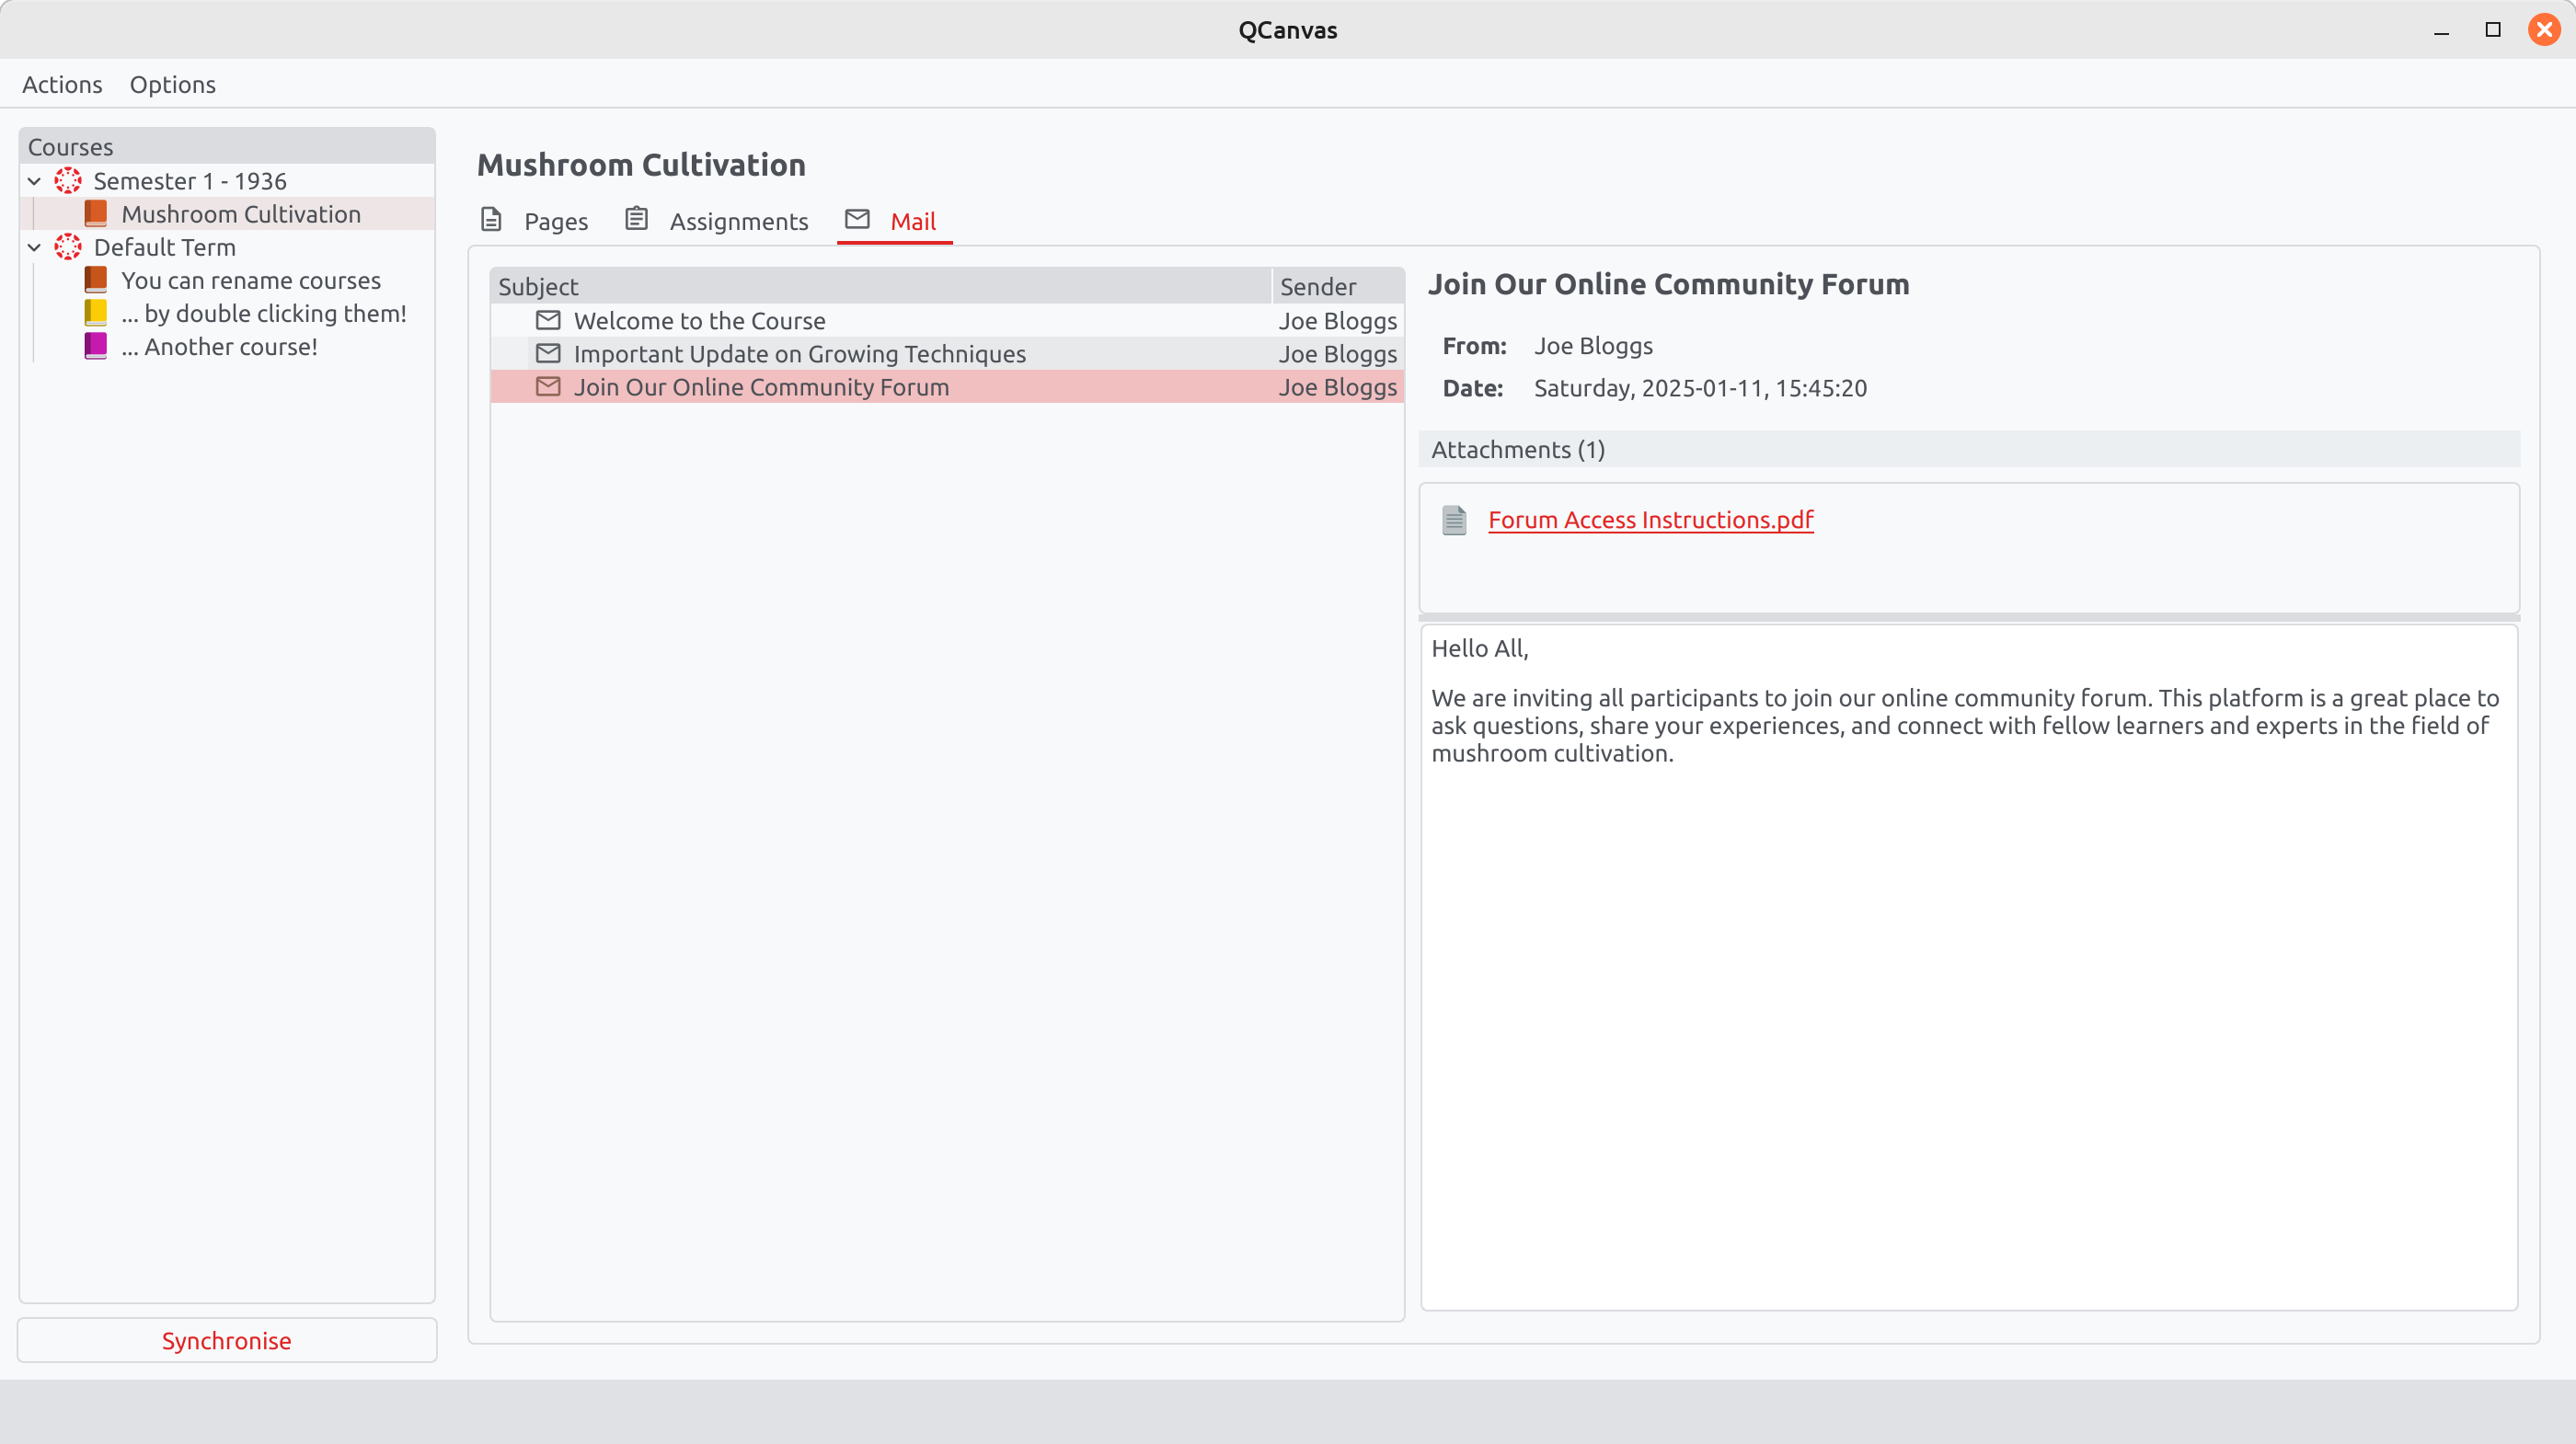 QCanvas
Actions Options
Courses
Semester 1 - 1936
Mushroom Cultivation
Default Term
You can rename courses
... by double clicking them!
... Another course!
Synchronise
Mushroom Cultivation
Pages Assignments Mail
Subject Sender
Welcome to the Course Joe Bloggs
Important Update on Growing Techniques Joe Bloggs
Join Our Online Community Forum Joe Bloggs
Join Our Online Community Forum
From: Joe Bloggs
Date: Saturday, 2025-01-11, 15:45:20
Attachments (1)
Forum Access Instructions.pdf
Hello All,
We are inviting all participants to join our online community forum. This platform is a great place to
ask questions, share your experiences, and connect with fellow learners and experts in the field of
mushroom cultivation.